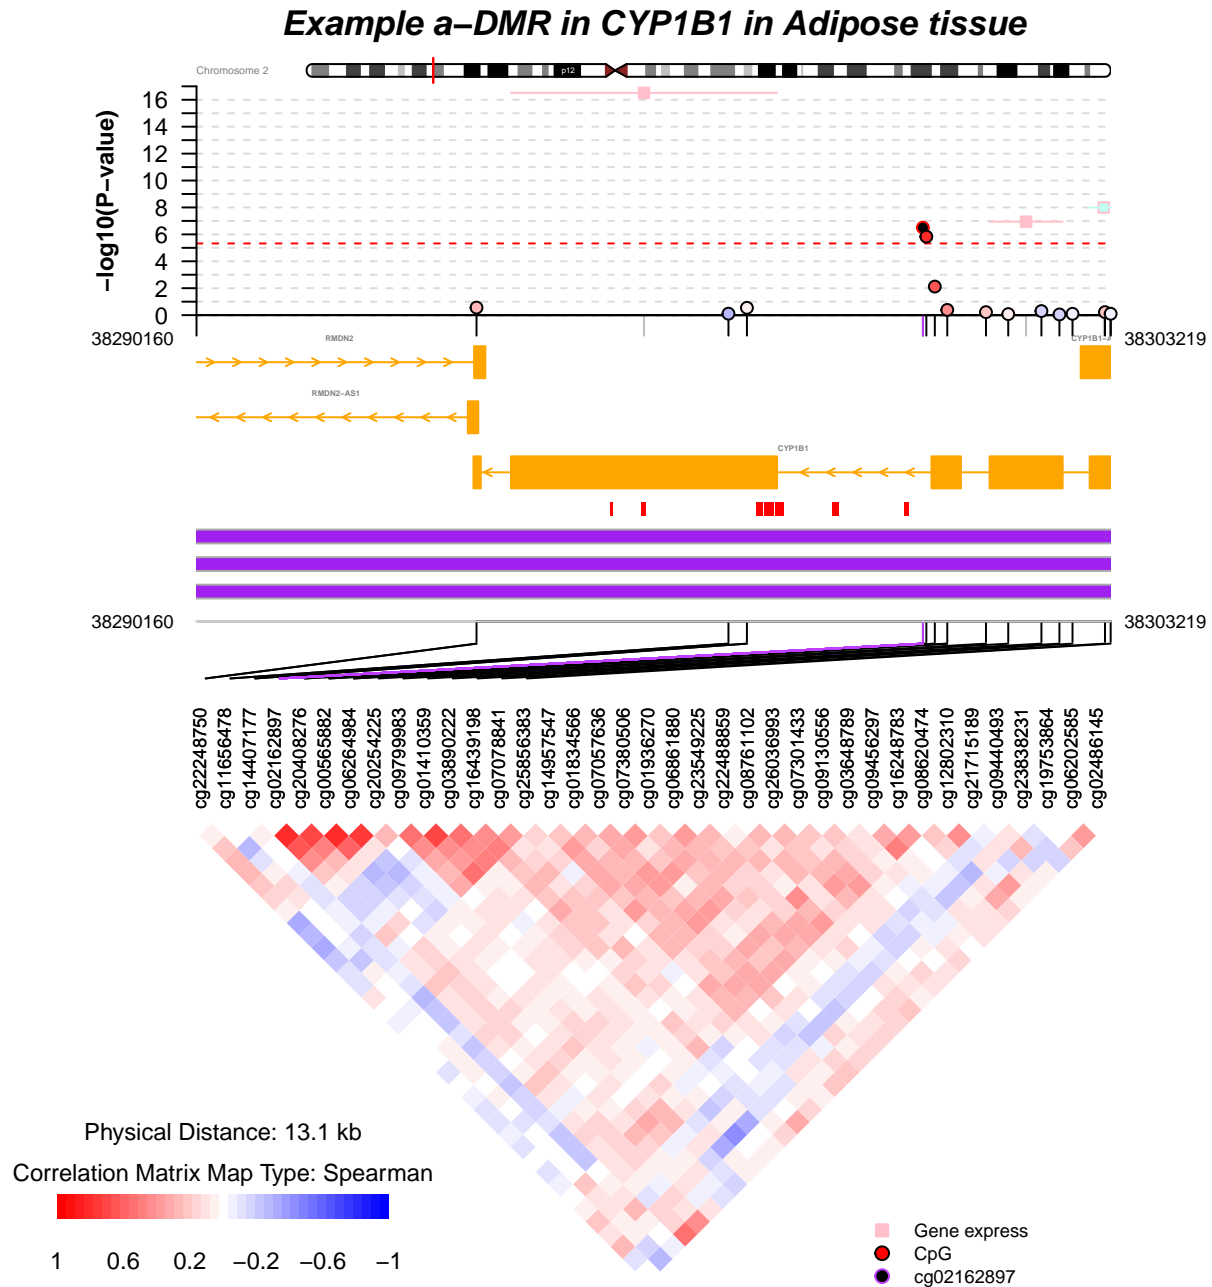 Example a–DMR in CYP1B1 in Adipose tissue
Chromosome 2
p12
–log10(P–value)
16
14
12
10
8
6
4
2
0
38290160
38303219
RMDN2
CYP1B1–A
RMDN2–AS1
CYP1B1
38290160
38303219
cg22248750
cg11656478
cg14407177
cg02162897
cg20408276
cg00565882
cg06264984
cg20254225
cg09799983
cg01410359
cg03890222
cg16439198
cg07078841
cg25856383
cg14957547
cg01834566
cg07057636
cg07380506
cg01936270
cg06861880
cg23549225
cg22488859
cg08761102
cg26036993
cg07301433
cg09130556
cg03648789
cg09456297
cg16248783
cg08620474
cg12802310
cg21715189
cg09440493
cg23838231
cg19753864
cg06202585
cg02486145
Physical Distance: 13.1 kb
Correlation Matrix Map Type: Spearman
1 0.6 0.2 –0.2 –0.6 –1
Gene express
CpG
cg02162897